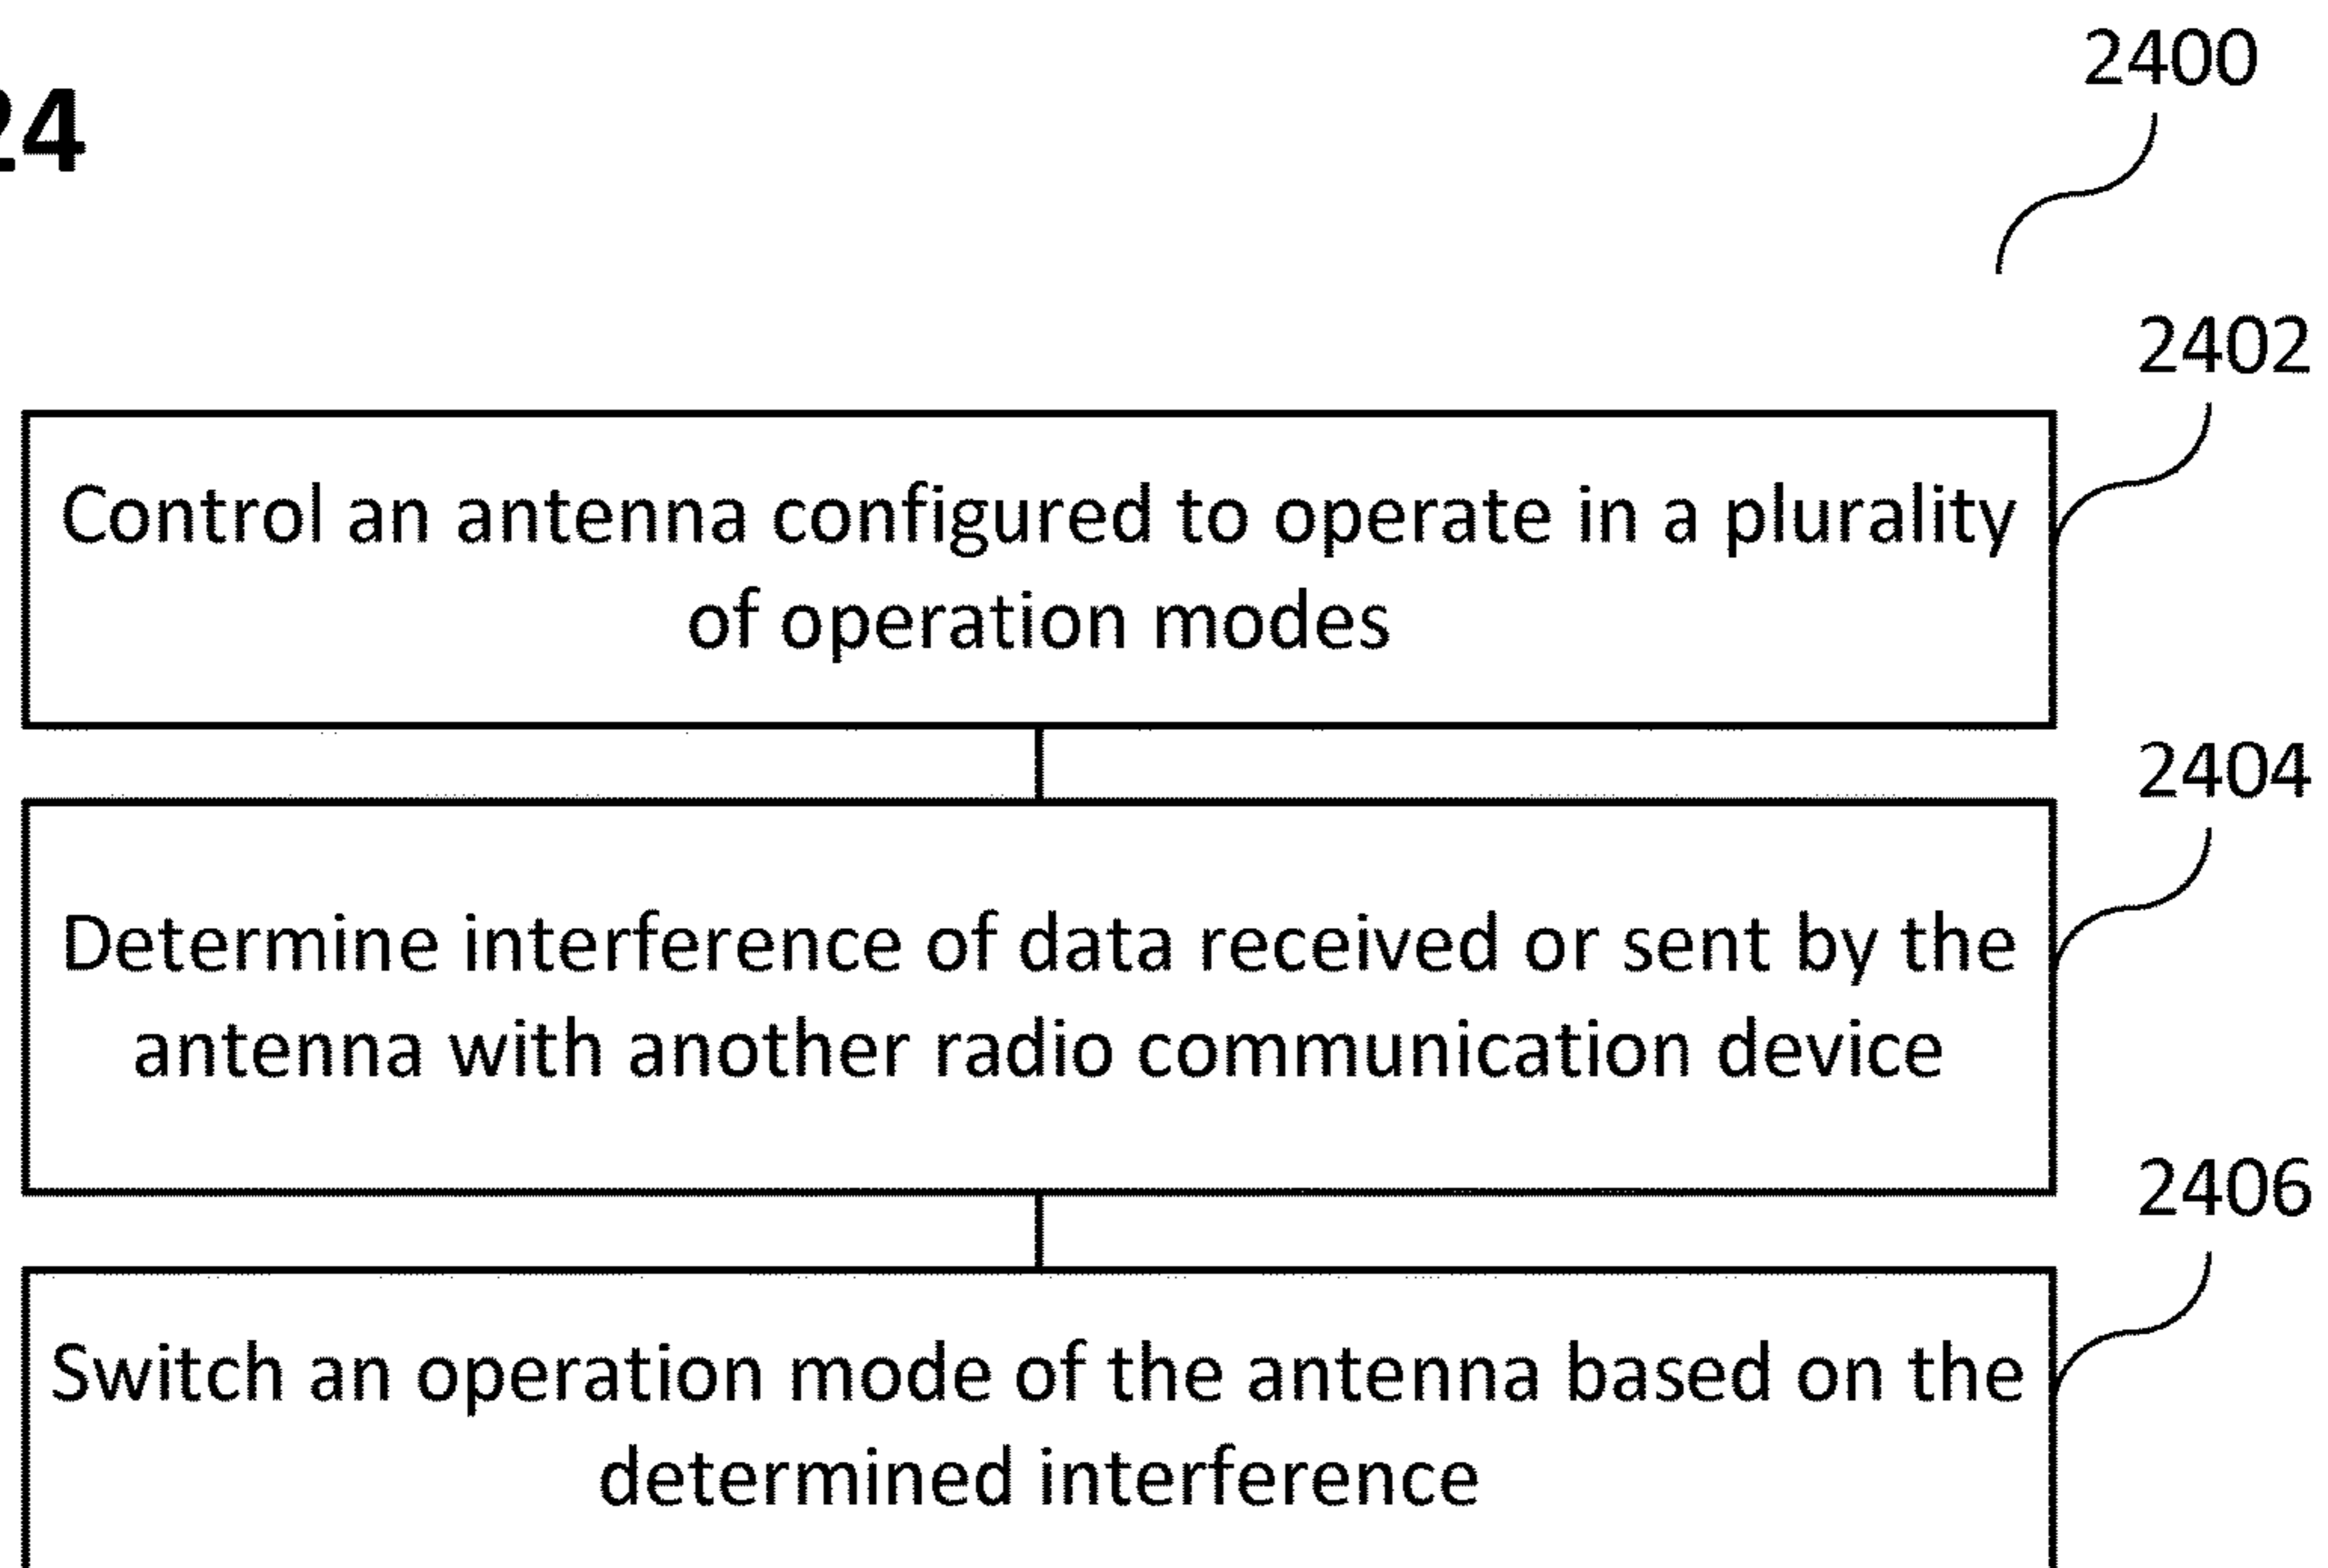 24
2400
2402
Control an antenna configured to operate in a plurality
of operation modes
2404
Determine interference of data received or sent by the
antenna with another radio communication device
2406
Switch an operation mode of the antenna based on the
determined interference